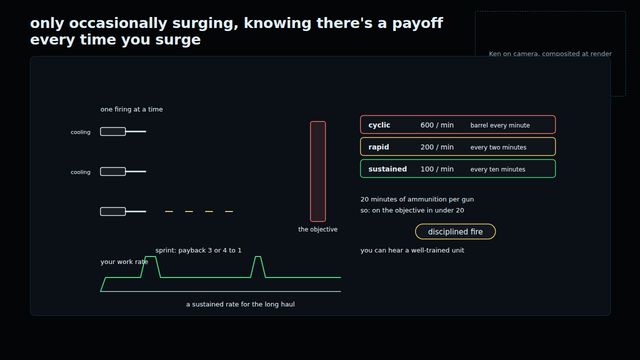 only occasionally surging, knowing there's a payoff
every time you surge
Ken on camera, composited at render
one firing at a time
cooling
cooling
the objective
cyclic 600 / min barrel every minute
rapid 200 / min every two minutes
sustained 100 / min every ten minutes
20 minutes of ammunition per gun
so: on the objective in under 20
disciplined fire
you can hear a well-trained unit
sprint: payback 3 or 4 to 1
your work rate
a sustained rate for the long haul